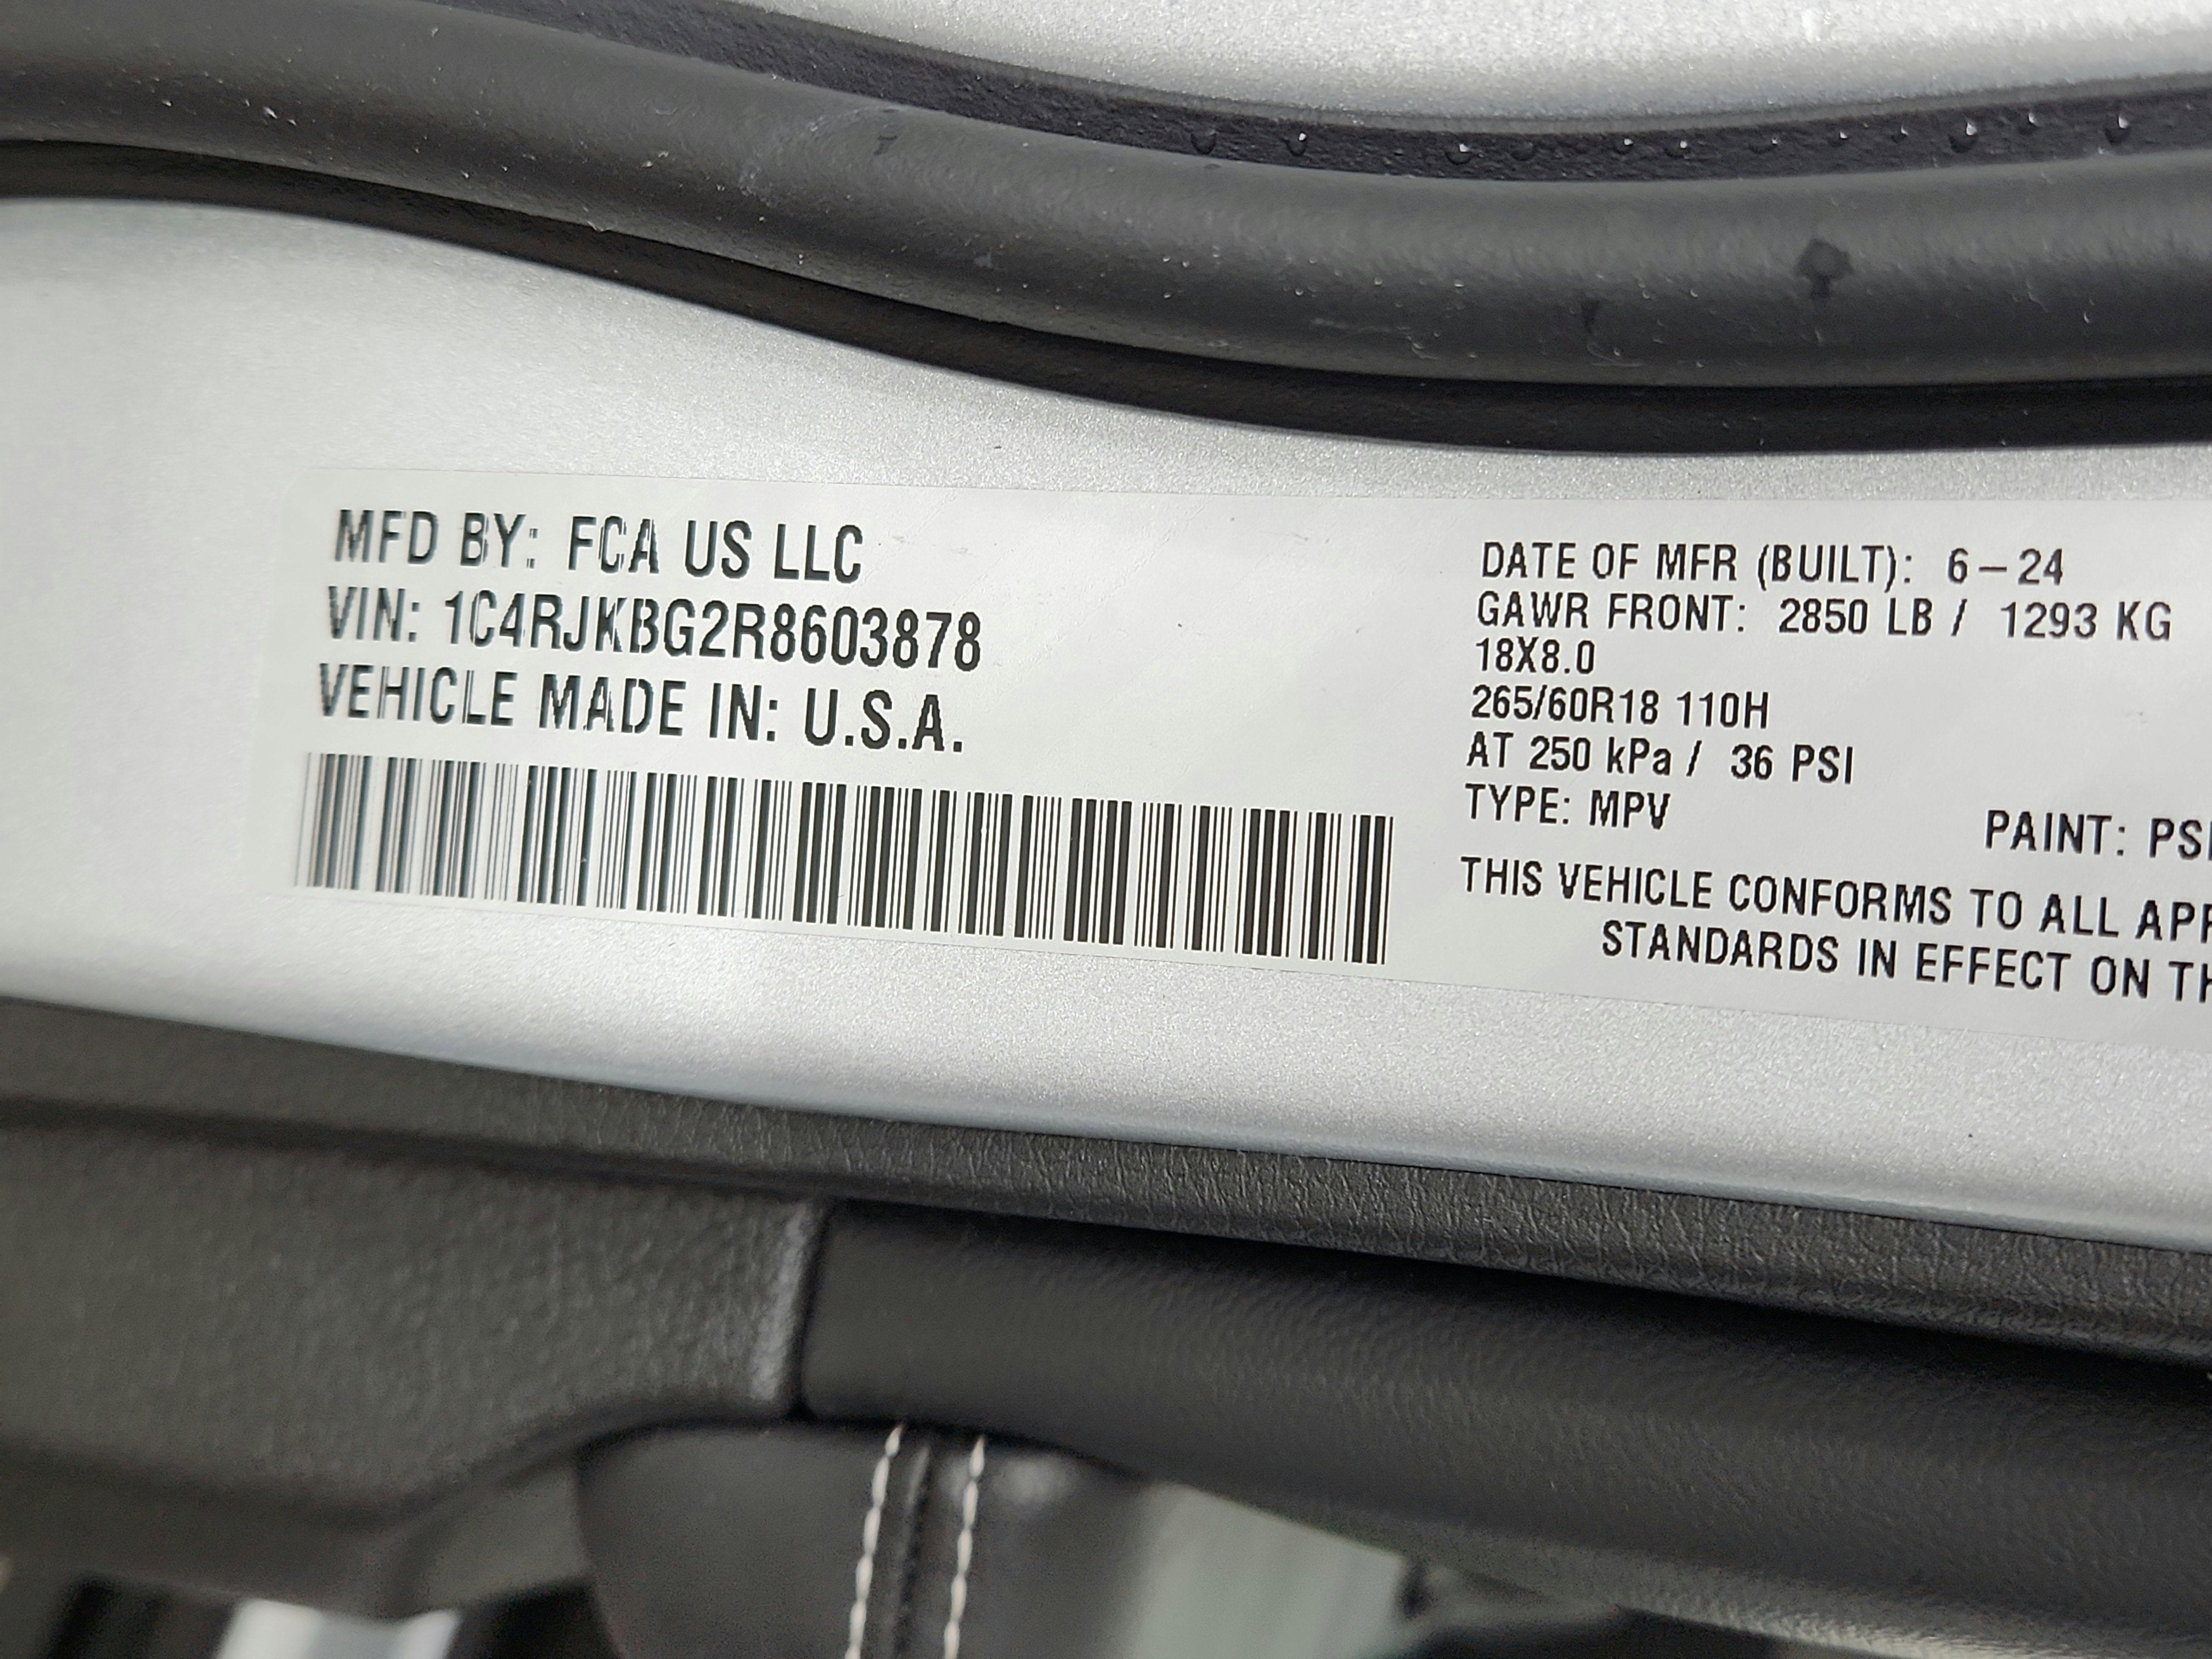 MFD BY: FCA US LLC
VIN: 1C4RJKBG2R8603878
VEHICLE MADE IN: U.S.A.
DATE OF MFR (BUILT): 6-24
GAWR FRONT: 2850 LB / 1293 KG
18X8.0
265/60R18 110H
AT 250 kPa / 36 PSI
TYPE: MPV
PAINT:
THIS VEHICLE CONFORMS TO ALL
STANDARDS IN EFFECT ON